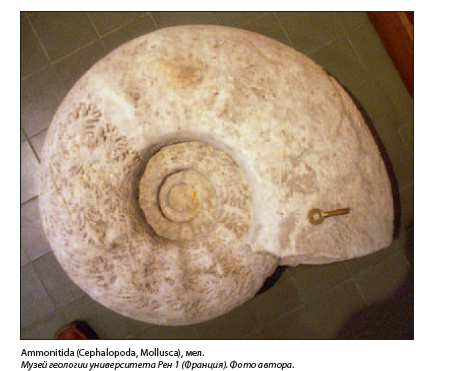 Ammonitida (Cephalopoda, Mollusca), мел.
Музей геологии университета Рен 1 (Франция). Фото автора.